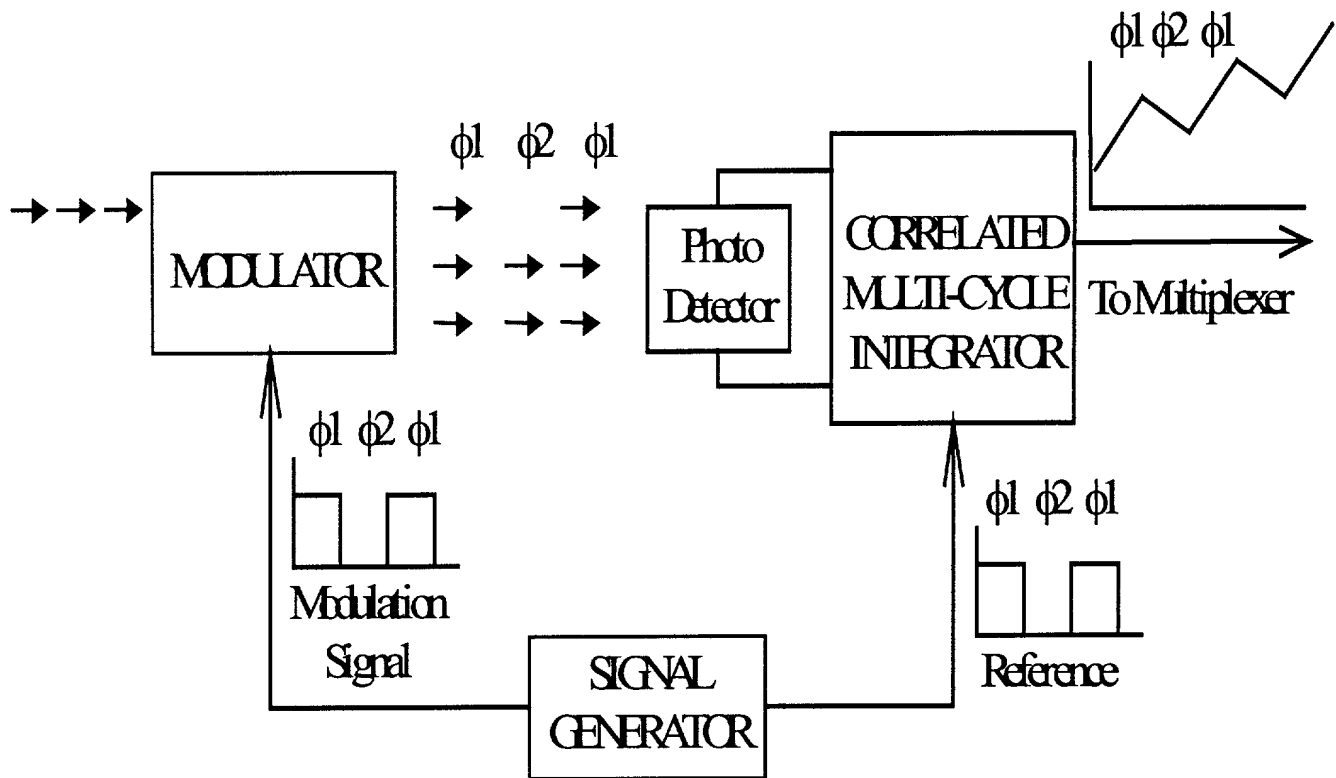 ϕ1 ϕ2 ϕ1
ϕ1 ϕ2 ϕ1
MODULATOR
Photo
Detector
CORRELATED
MULTI-CYCLE
INTEGRATOR
To Multiplexer
ϕ1 ϕ2 ϕ1
Modulation
Signal
ϕ1 ϕ2 ϕ1
Reference
SIGNAL
GENERATOR